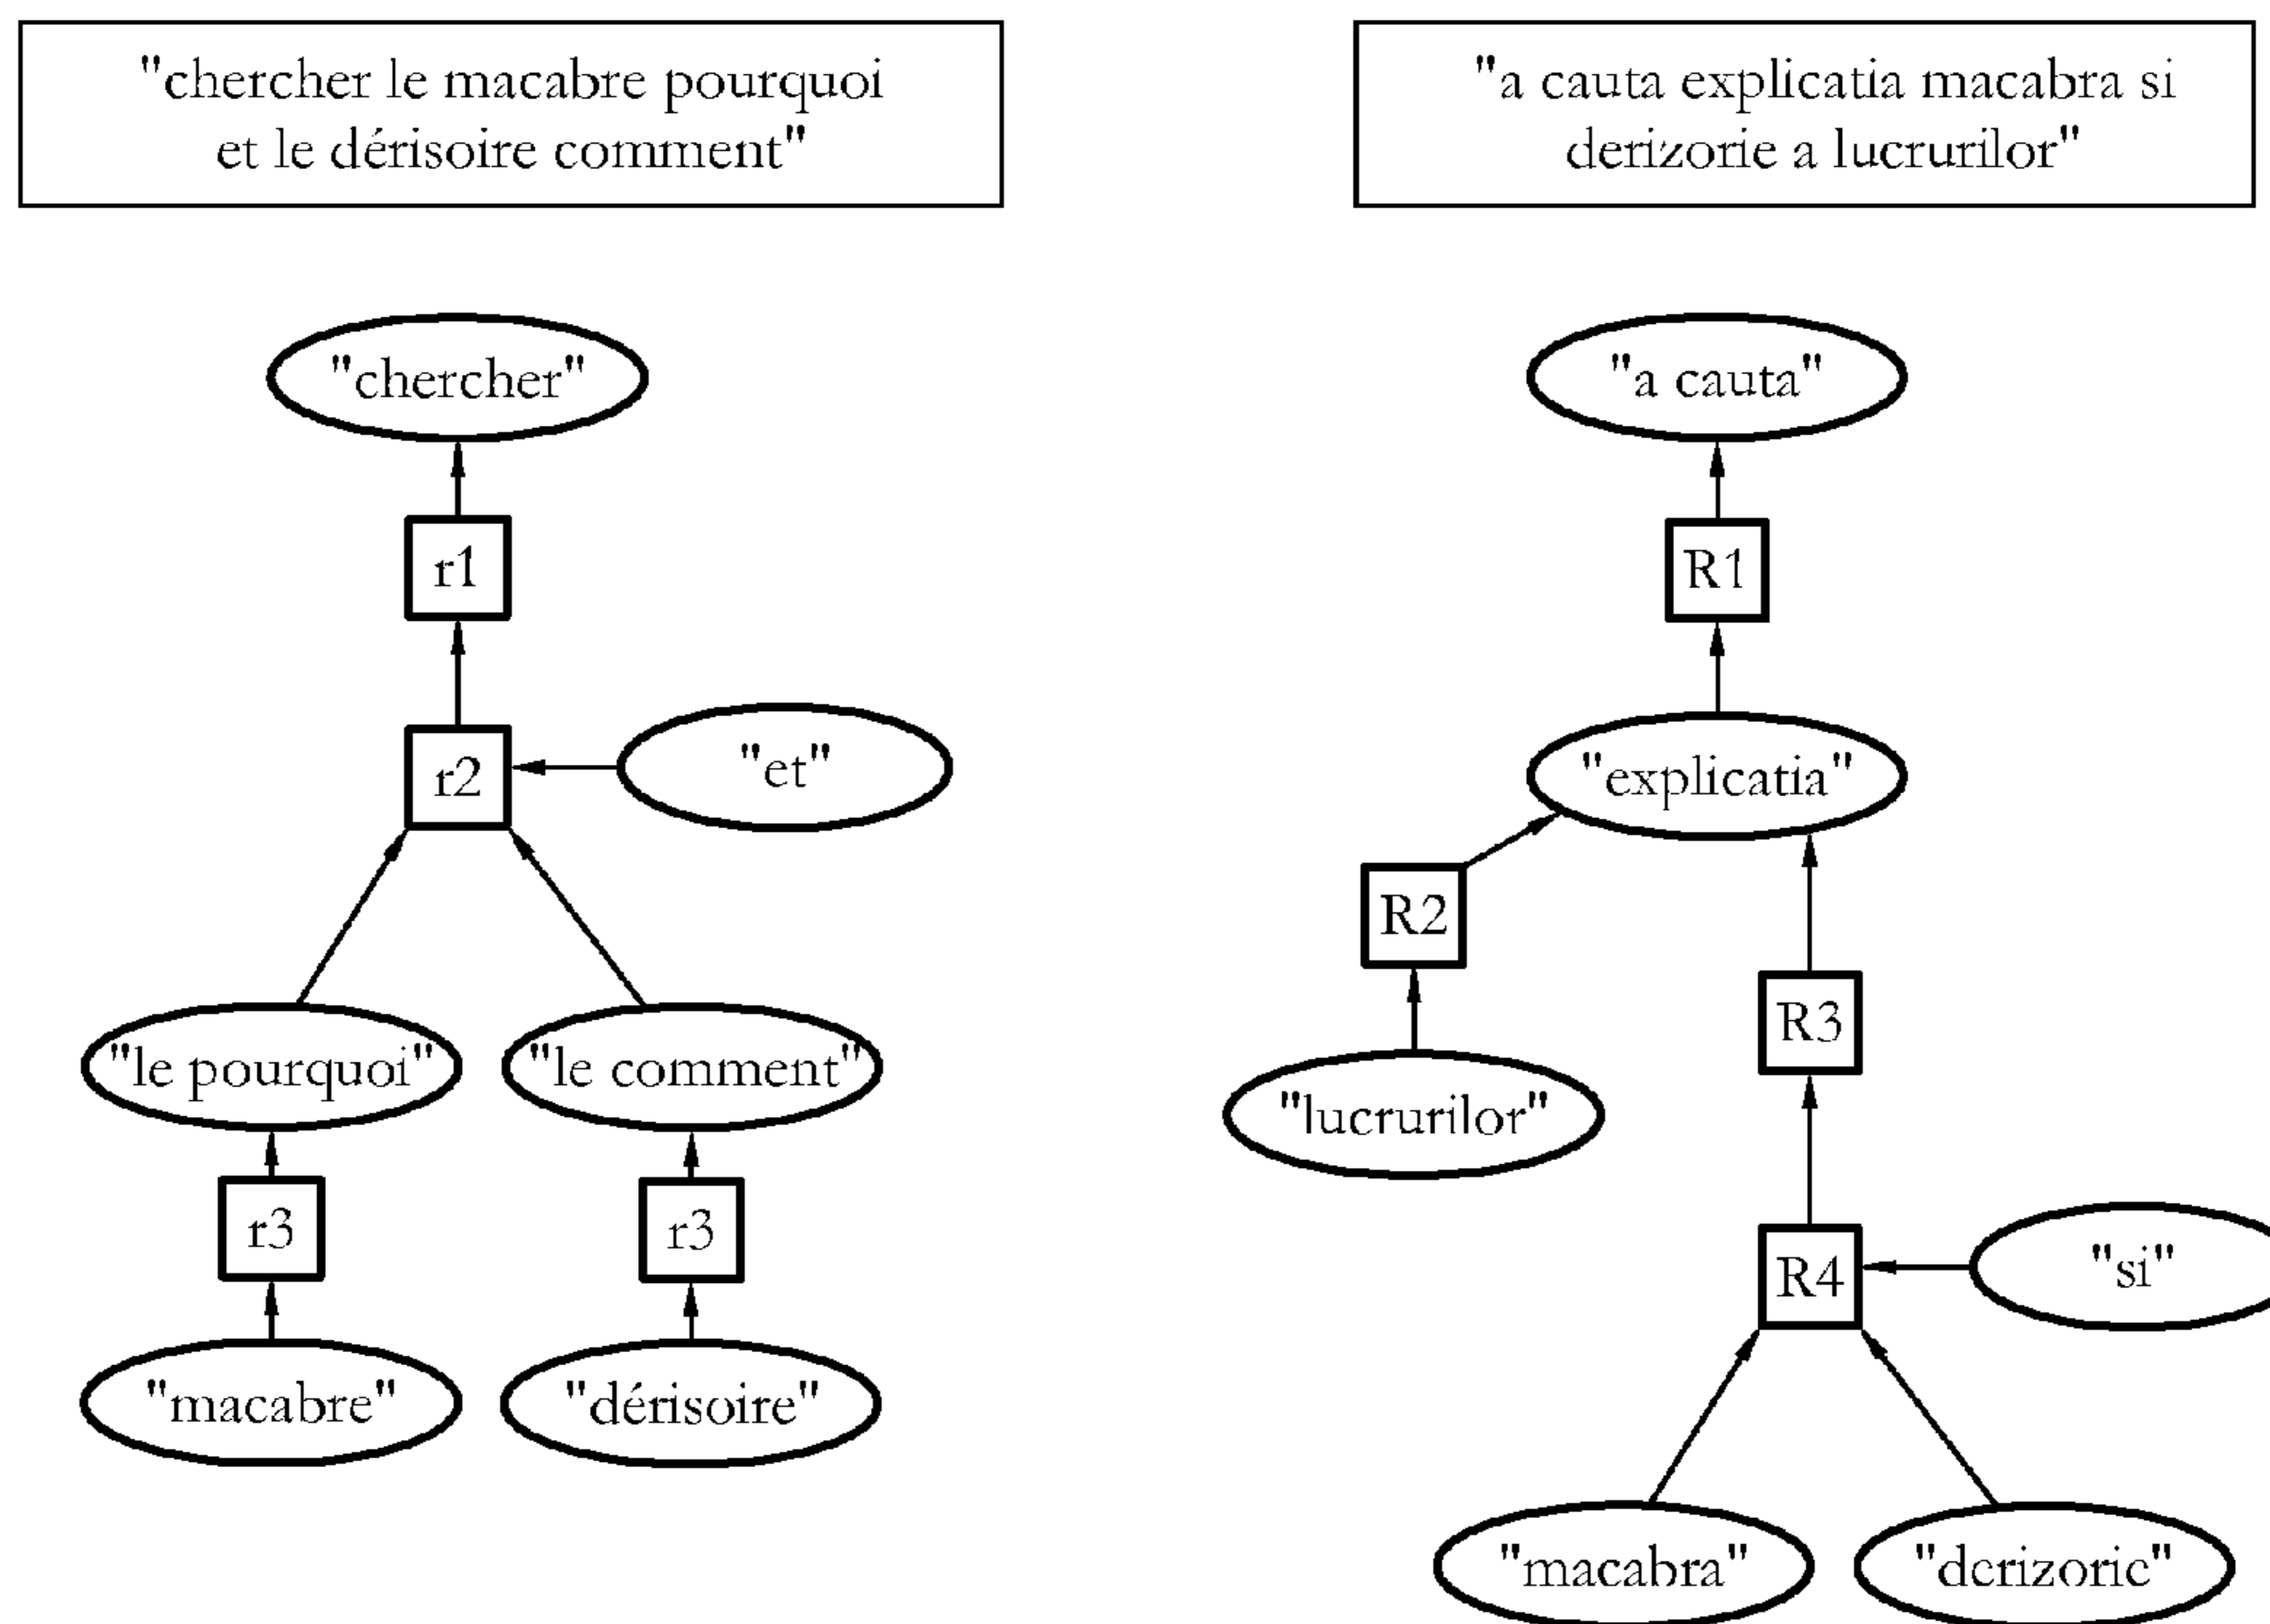 "chercher le macabre pourquoi
et le dérisoire comment"
"chercher"
r1
r2
"et"
"le pourquoi"
"le comment"
r3
r3
"macabre"
"dérisoire"
"a cauta explicatia macabra si
derizorie a lucrurilor"
"a cauta"
R1
"explicatia"
R2
R3
"lucrurilor"
R4
"si"
"macabra"
"derizorie"